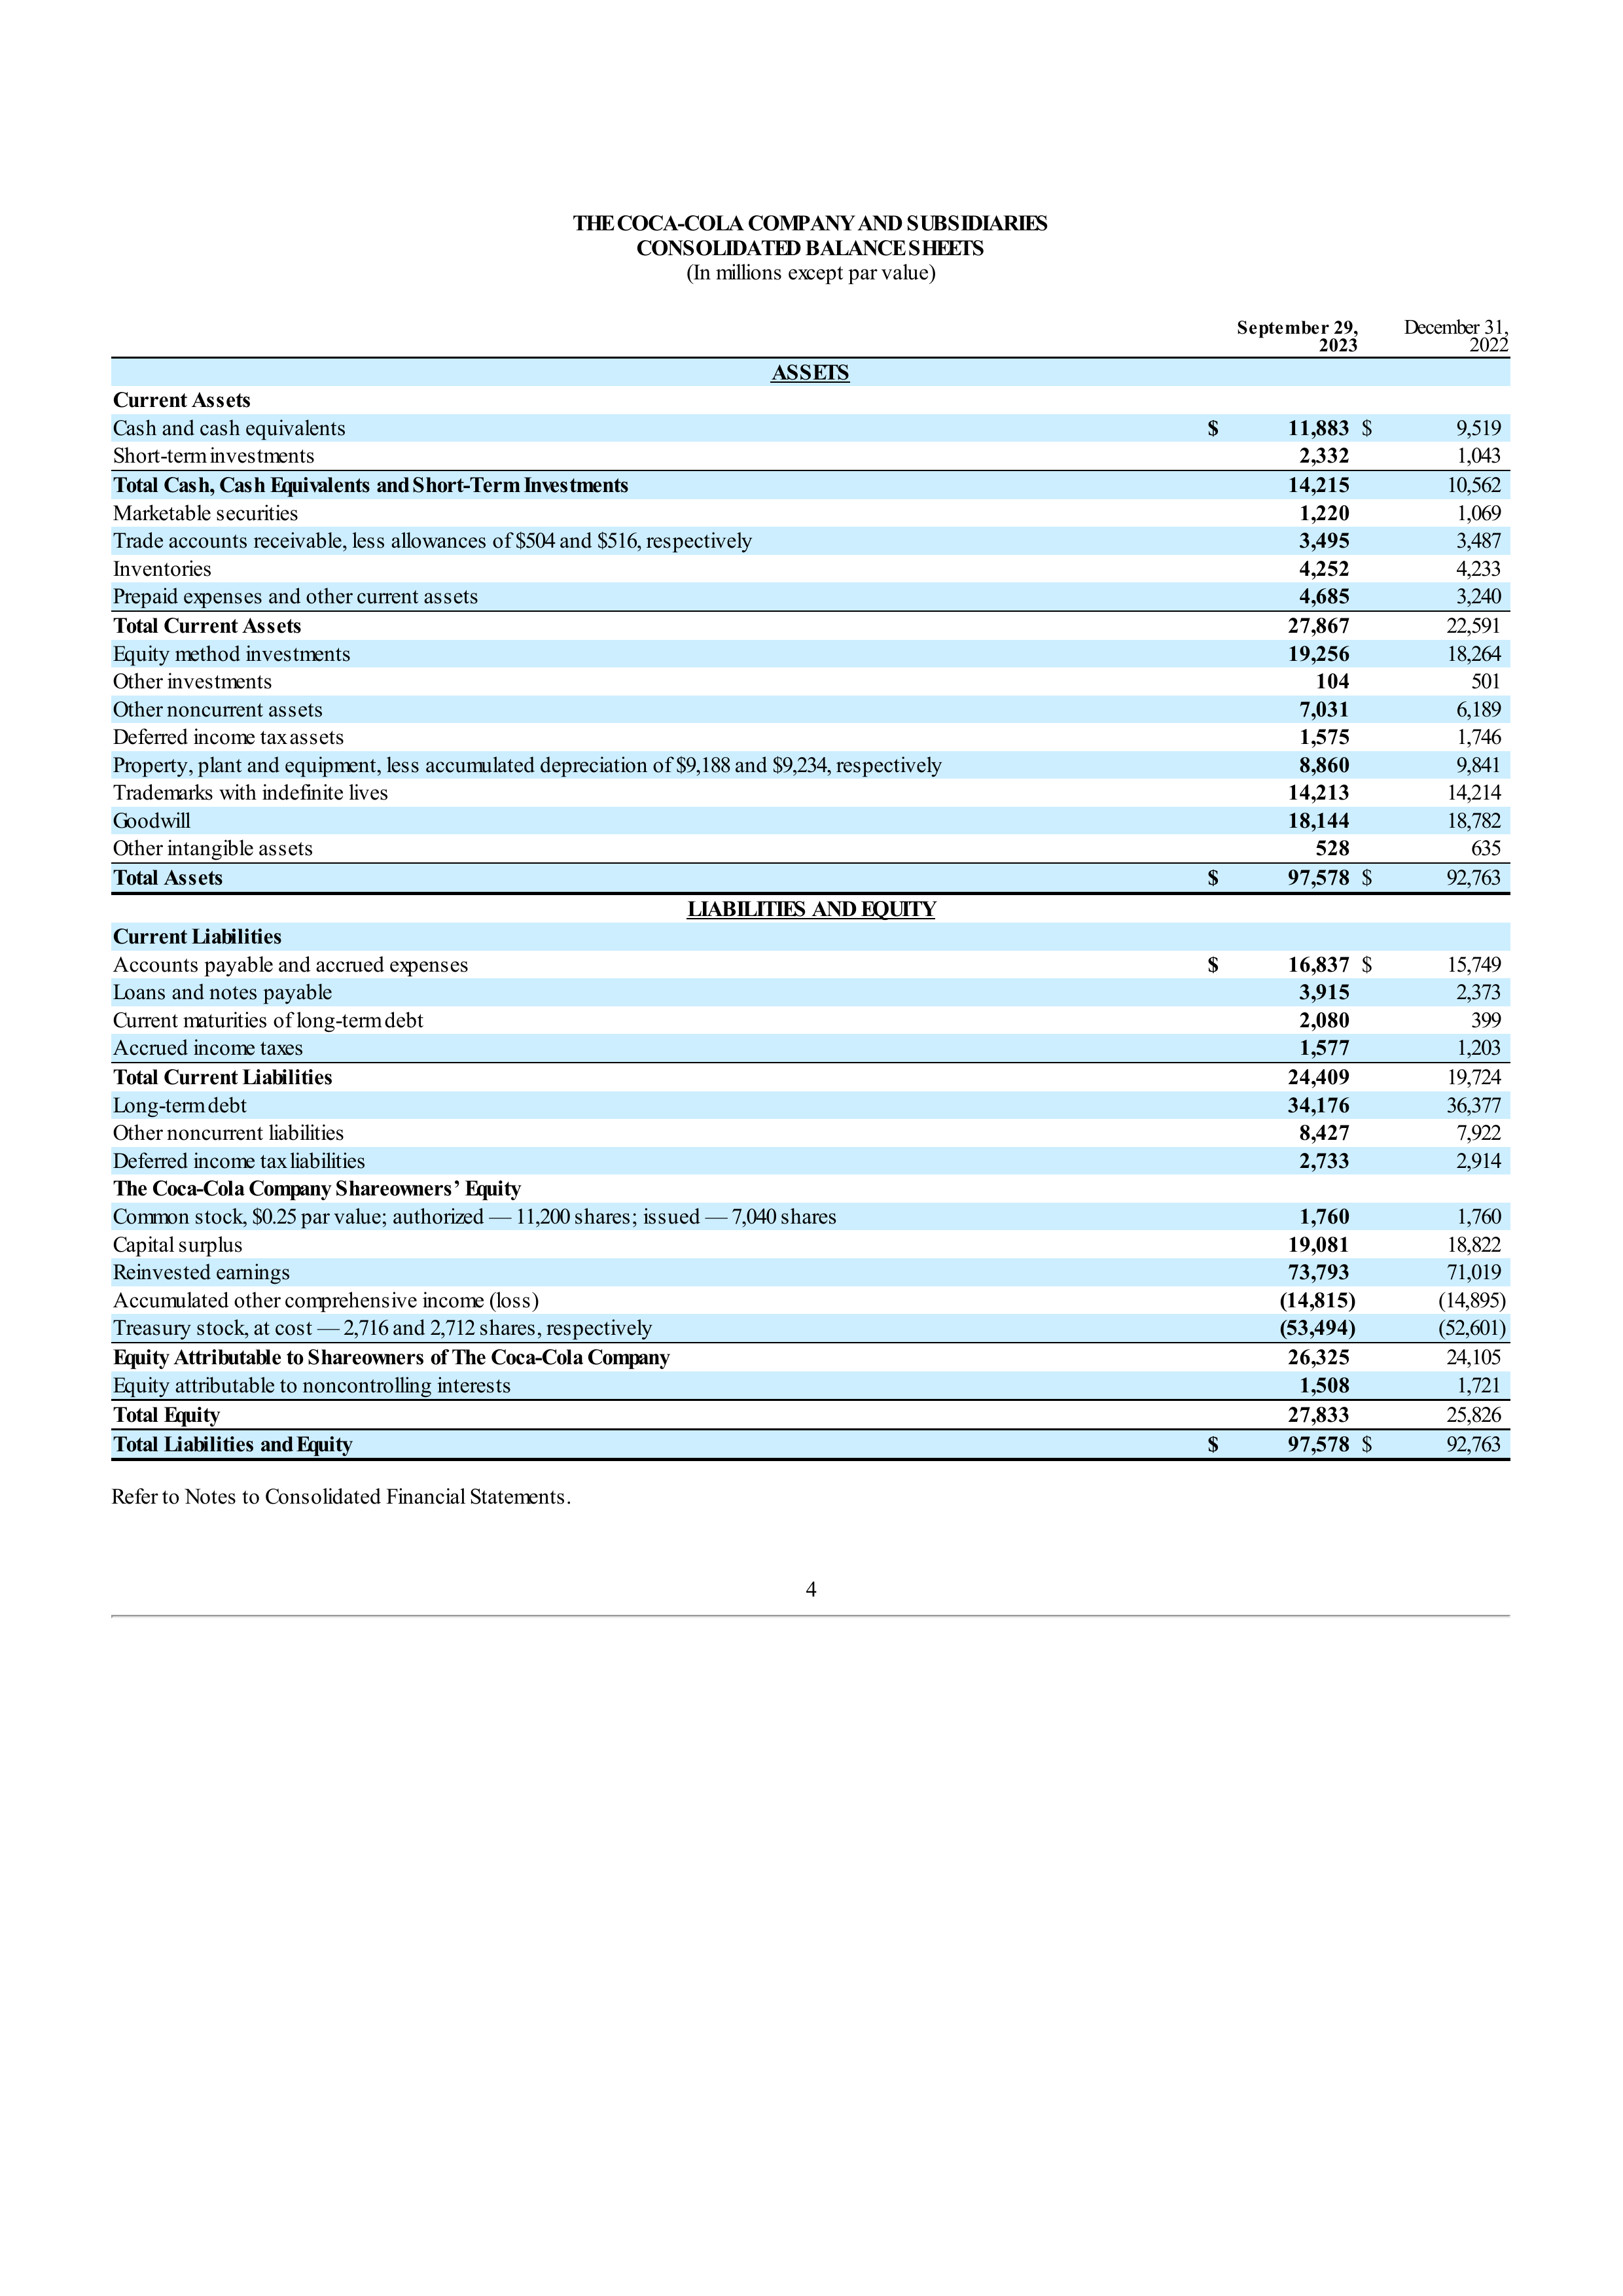 THE COCA-COLA COMPANY AND SUBSIDIARIES
CONSOLIDATED BALANCE SHEETS
(In millions except par value)
September 29, 2023 December 31, 2022
ASSETS
Current Assets
Cash and cash equivalents $ 11,883 $ 9,519
Short-term investments 2,332 1,043
Total Cash, Cash Equivalents and Short-Term Investments 14,215 10,562
Marketable securities 1,220 1,069
Trade accounts receivable, less allowances of $504 and $516, respectively 3,495 3,487
Inventories 4,252 4,233
Prepaid expenses and other current assets 4,685 3,240
Total Current Assets 27,867 22,591
Equity method investments 19,256 18,264
Other investments 104 501
Other noncurrent assets 7,031 6,189
Deferred income tax assets 1,575 1,746
Property, plant and equipment, less accumulated depreciation of $9,188 and $9,234, respectively 8,860 9,841
Trademarks with indefinite lives 14,213 14,214
Goodwill 18,144 18,782
Other intangible assets 528 635
Total Assets $ 97,578 $ 92,763
LIABILITIES AND EQUITY
Current Liabilities
Accounts payable and accrued expenses $ 16,837 $ 15,749
Loans and notes payable 3,915 2,373
Current maturities of long-term debt 2,080 399
Accrued income taxes 1,577 1,203
Total Current Liabilities 24,409 19,724
Long-term debt 34,176 36,377
Other noncurrent liabilities 8,427 7,922
Deferred income tax liabilities 2,733 2,914
The Coca-Cola Company Shareowners’ Equity
Common stock, $0.25 par value; authorized — 11,200 shares; issued — 7,040 shares 1,760 1,760
Capital surplus 19,081 18,822
Reinvested earnings 73,793 71,019
Accumulated other comprehensive income (loss) (14,815) (14,895)
Treasury stock, at cost — 2,716 and 2,712 shares, respectively (53,494) (52,601)
Equity Attributable to Shareowners of The Coca-Cola Company 26,325 24,105
Equity attributable to noncontrolling interests 1,508 1,721
Total Equity 27,833 25,826
Total Liabilities and Equity $ 97,578 $ 92,763
Refer to Notes to Consolidated Financial Statements.
4